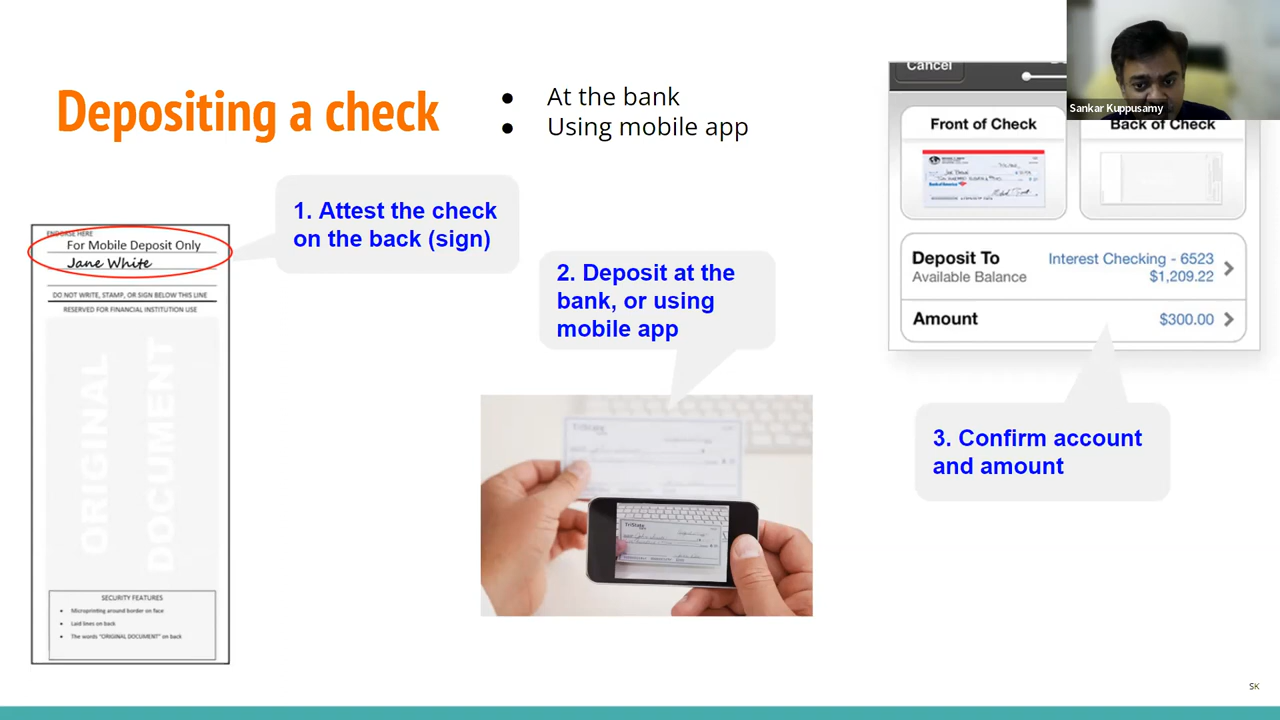 Depositing a check
● At the bank
● Using mobile app
Cancel
Sankar Kuppusamy
Front of Check
Back of Check
1. Attest the check
on the back (sign)
ENDORSE HERE
For Mobile Deposit Only
Jane White
DO NOT WRITE, STAMP, OR SIGN BELOW THIS LINE
RESERVED FOR FINANCIAL INSTITUTION USE
ORIGINAL
DOCUMENT
SECURITY FEATURES
• Microprinting around border on face
• Laid lines on back
• The words "ORIGINAL DOCUMENT" on back
2. Deposit at the
bank, or using
mobile app
TriState
TriState
Deposit To
Interest Checking - 6523
Available Balance
$1,209.22
Amount
$300.00
3. Confirm account
and amount
SK